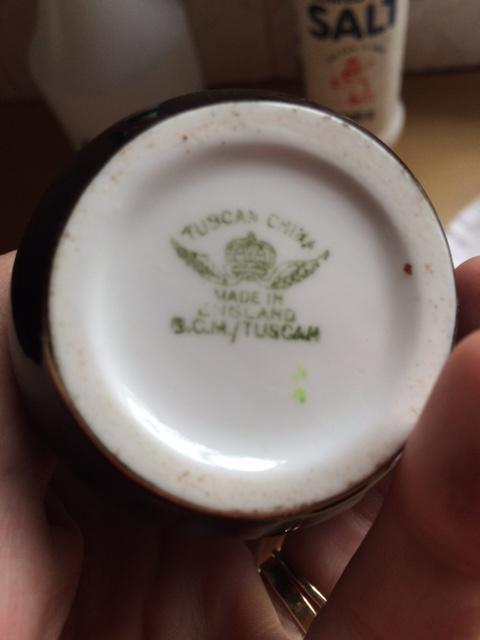 SALT
TUSCAN CHINA
MADE IN
ENGLAND
B.C.M/TUSCAN